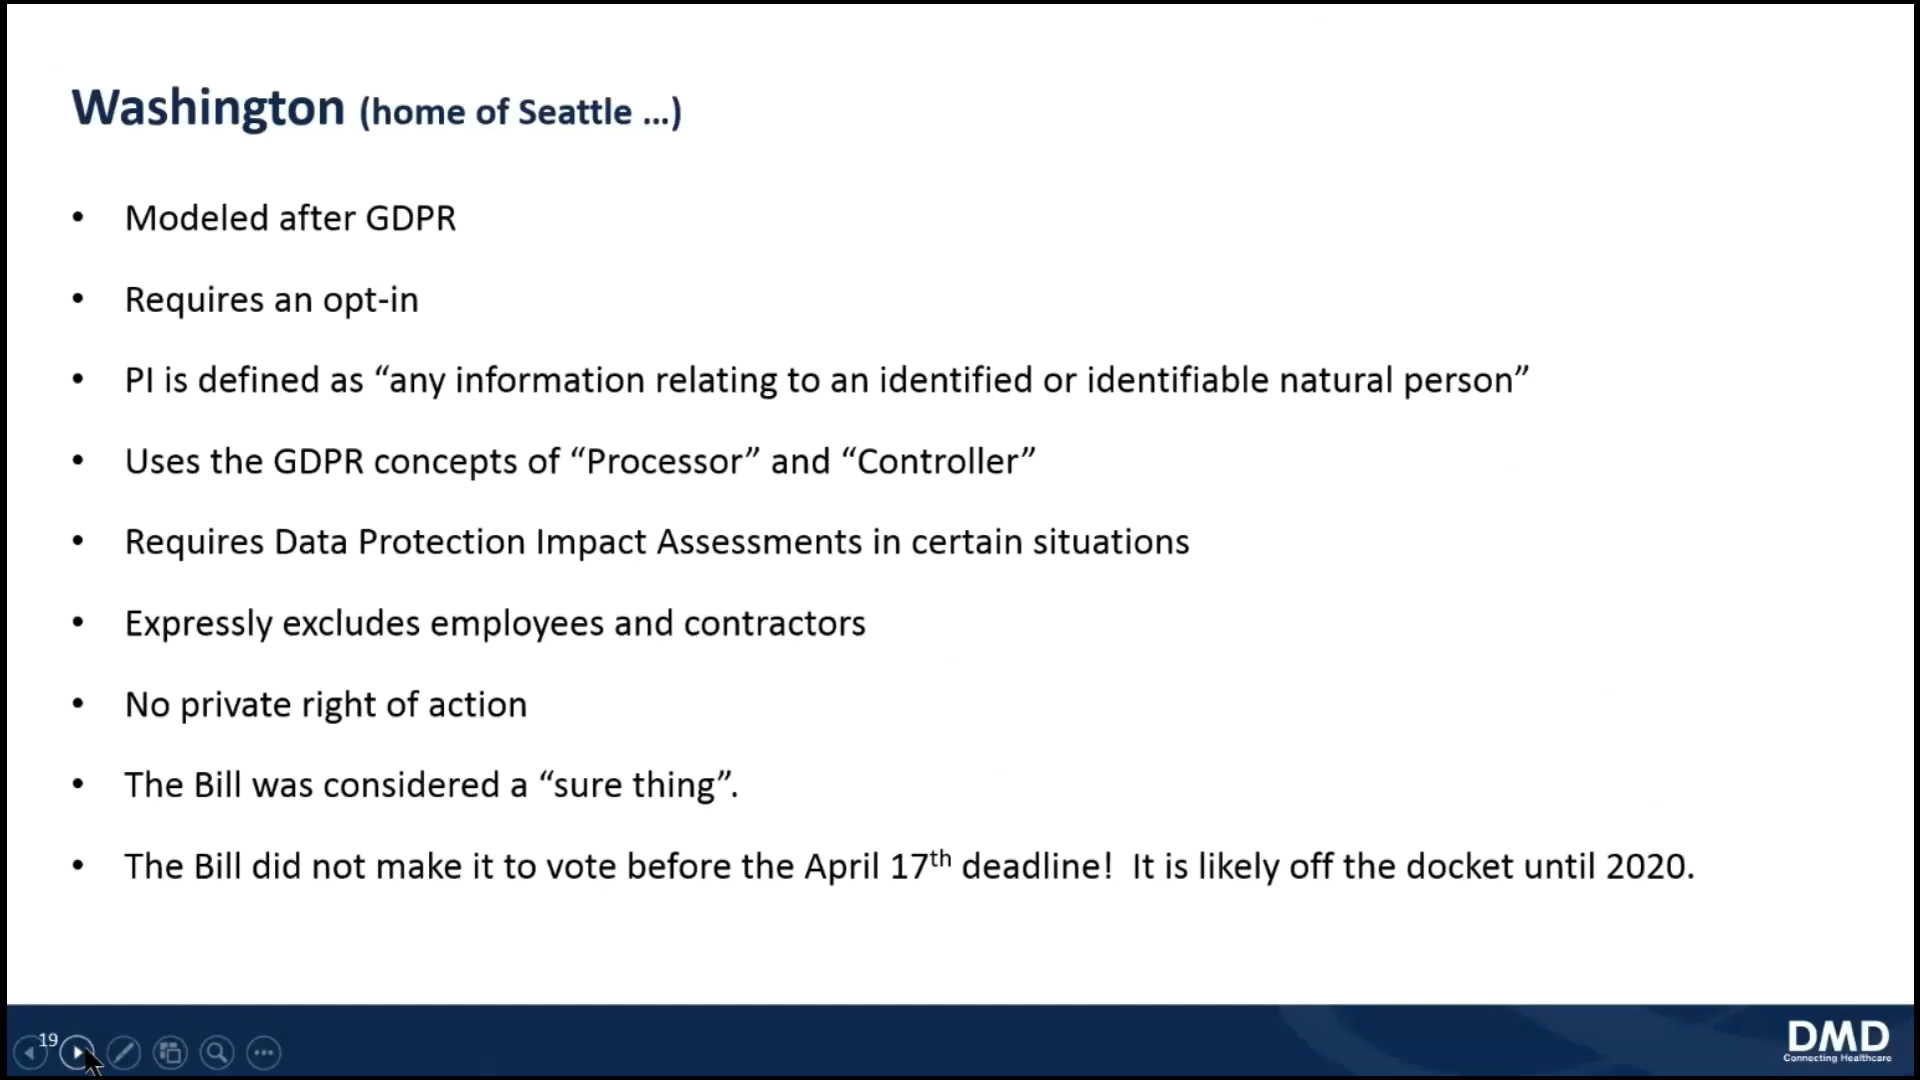 Washington (home of Seattle ...)
• Modeled after GDPR
• Requires an opt-in
• PI is defined as “any information relating to an identified or identifiable natural person”
• Uses the GDPR concepts of “Processor” and “Controller”
• Requires Data Protection Impact Assessments in certain situations
• Expressly excludes employees and contractors
• No private right of action
• The Bill was considered a “sure thing”.
• The Bill did not make it to vote before the April 17th deadline!  It is likely off the docket until 2020.
19
DMD
Connecting Healthcare